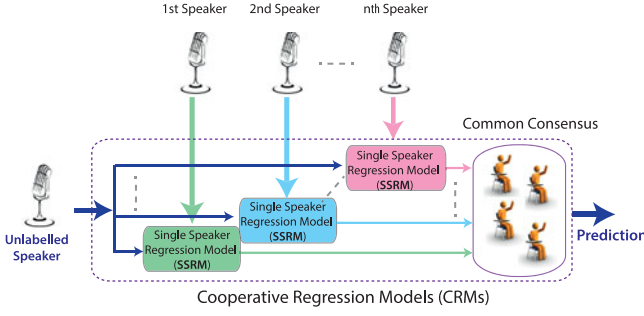 1st Speaker
2nd Speaker
nth Speaker
Common Consensus
Single Speaker
Regression Model
(SSRM)
Single Speaker
Regression Model
(SSRM)
Single Speaker
Regression Model
(SSRM)
Unlabelled
Speaker
Prediction
Cooperative Regression Models (CRMs)